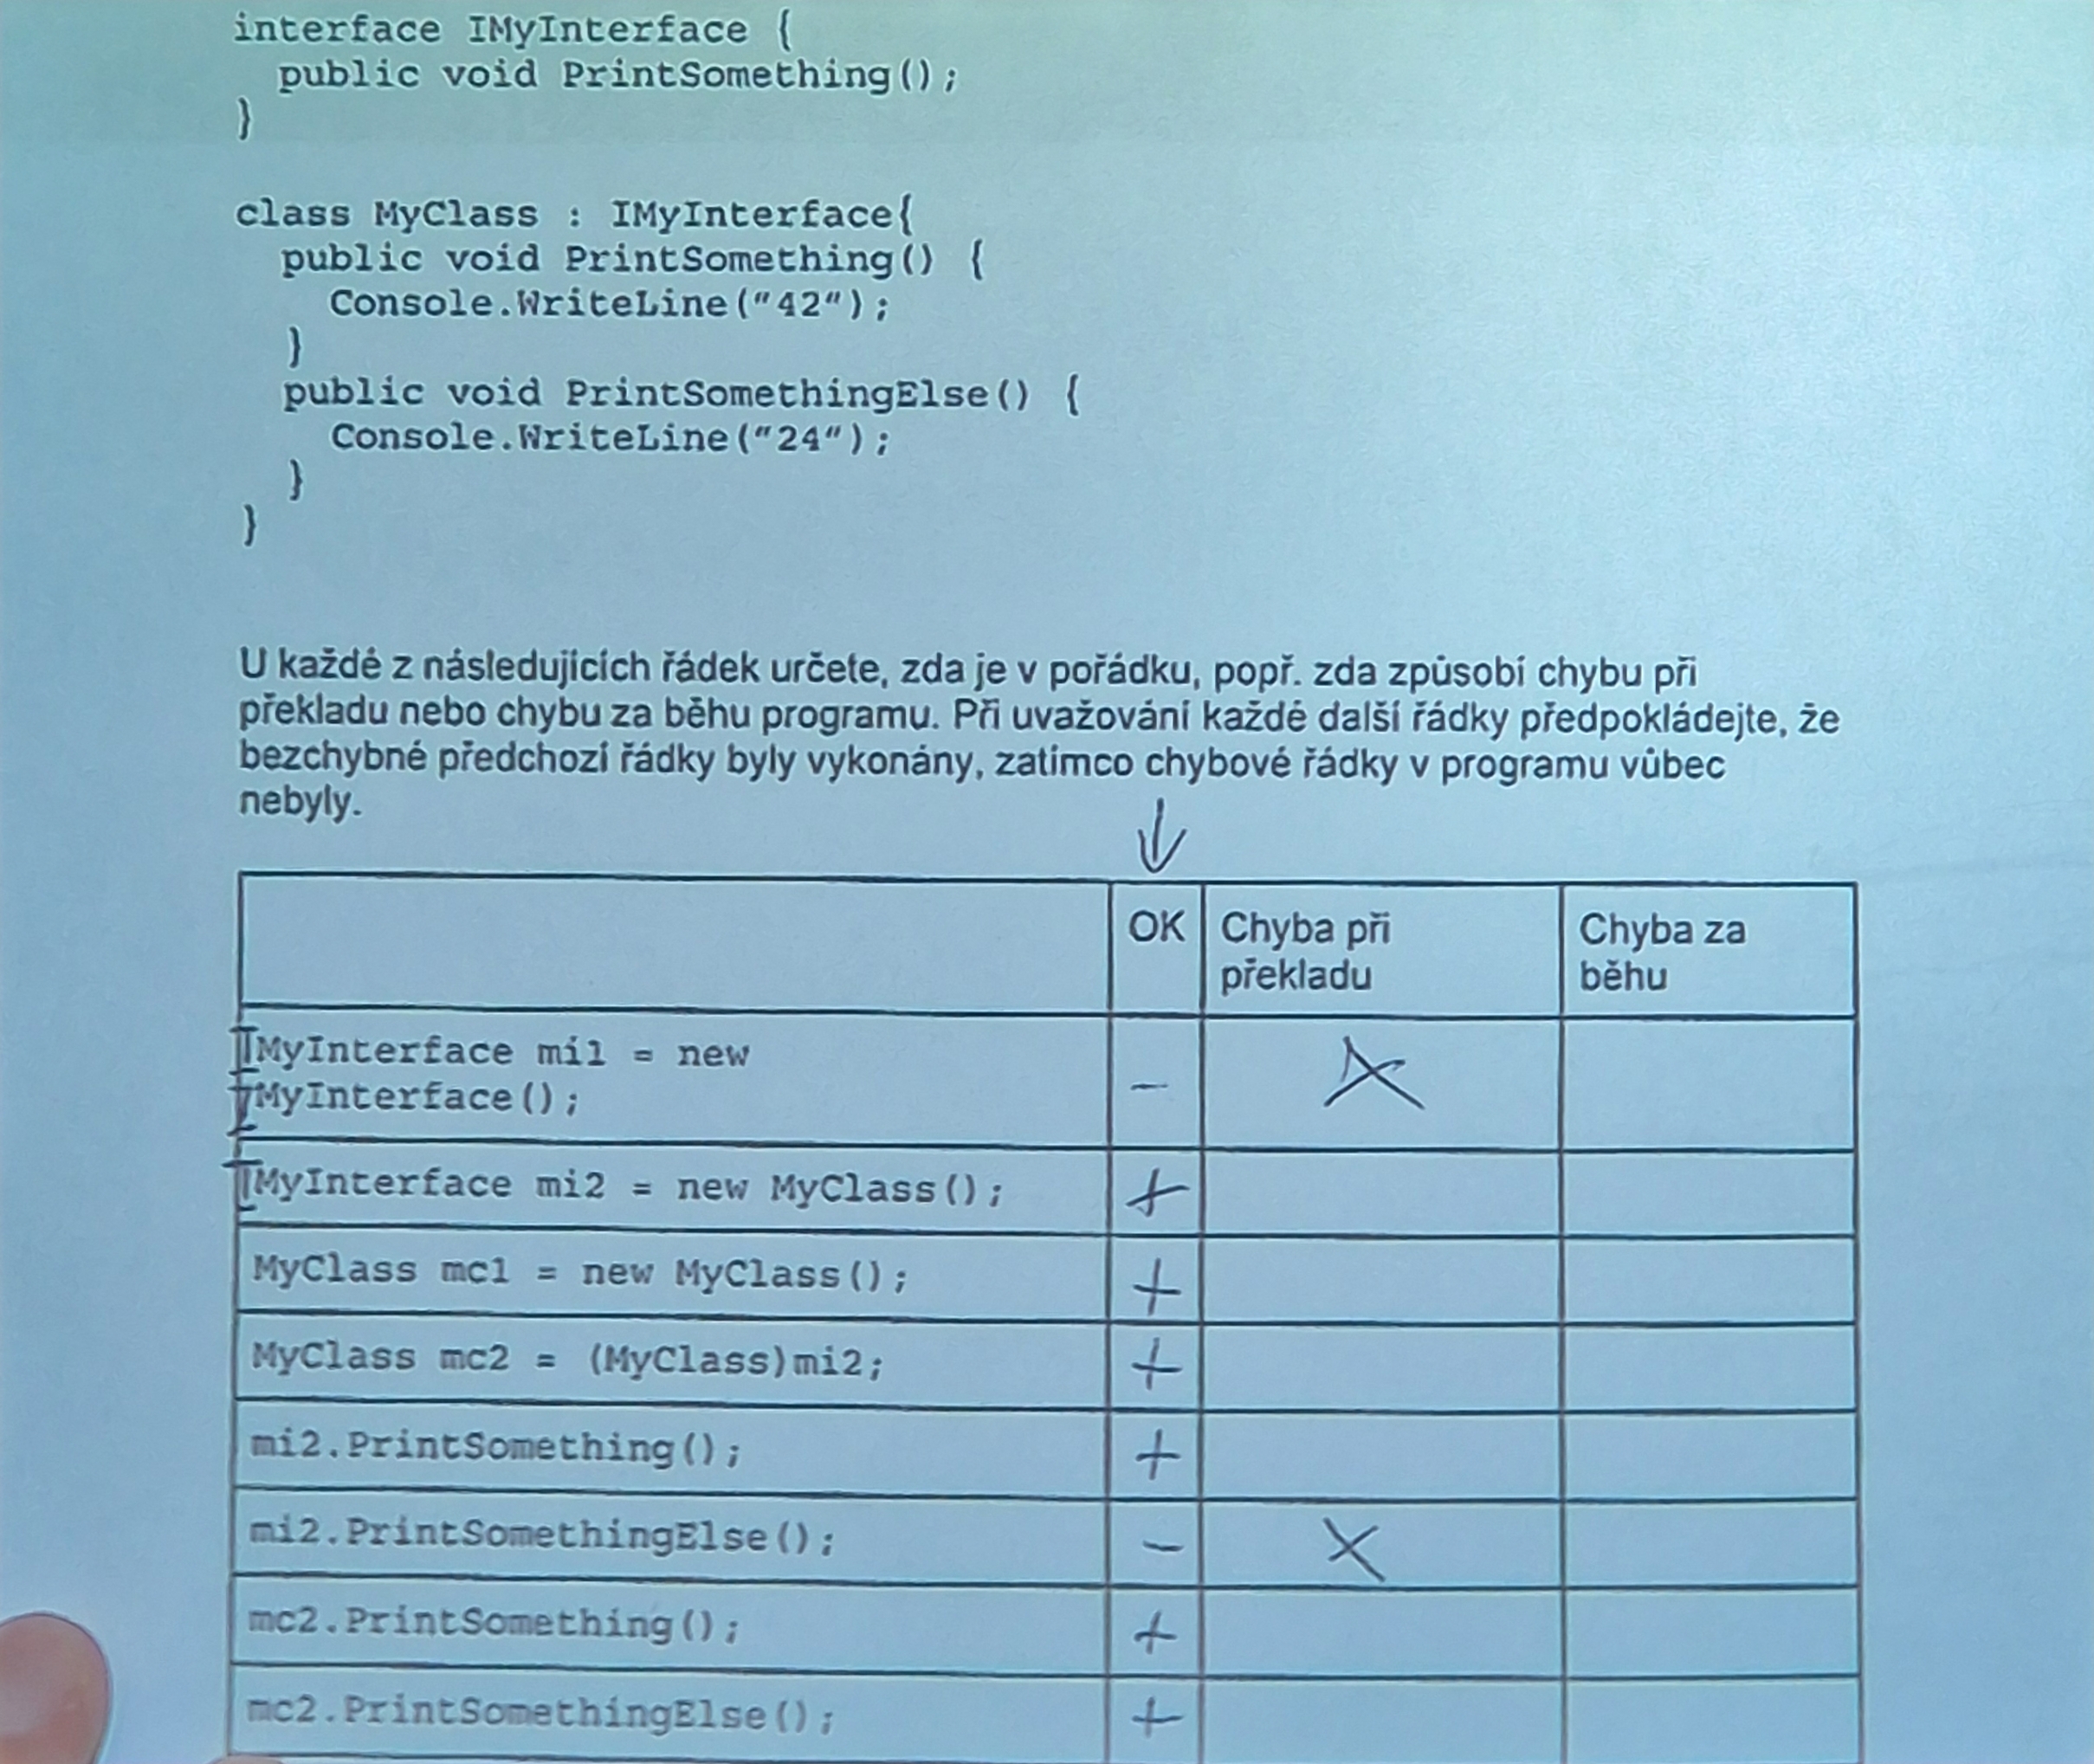 interface IMyInterface {
public void PrintSomething();
}
class MyClass : IMyInterface{
public void PrintSomething() {
Console.WriteLine("42");
}
public void PrintSomethingElse() {
Console.WriteLine("24");
}
}
U každé z následujících řádek určete, zda je v pořádku, popř. zda způsobí chybu při
překladu nebo chybu za běhu programu. Při uvažování každé další řádky předpokládejte, že
bezchybné předchozí řádky byly vykonány, zatímco chybové řádky v programu vůbec
nebyly.
↓
OK Chyba při překladu Chyba za běhu
IMyInterface mi1 = new
IMyInterface(); - X
IMyInterface mi2 = new MyClass(); +
MyClass mc1 = new MyClass(); +
MyClass mc2 = (MyClass)mi2; +
mi2.PrintSomething(); +
mi2.PrintSomethingElse(); - X
mc2.PrintSomething(); +
mc2.PrintSomethingElse(); +